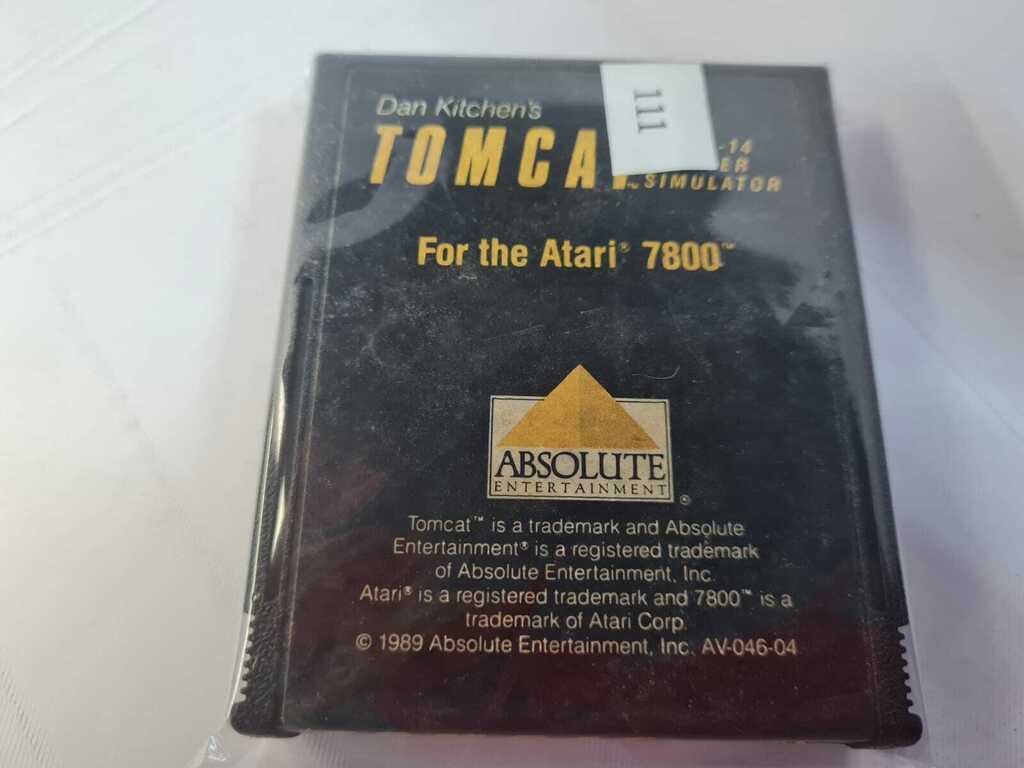 Dan Kitchen's
111
TOMCA
-14
ER
™ SIMULATOR
For the Atari® 7800™
ABSOLUTE
ENTERTAINMENT
®
Tomcat™ is a trademark and Absolute
Entertainment® is a registered trademark
of Absolute Entertainment, Inc.
Atari® is a registered trademark and 7800™ is a
trademark of Atari Corp.
© 1989 Absolute Entertainment, Inc. AV-046-04